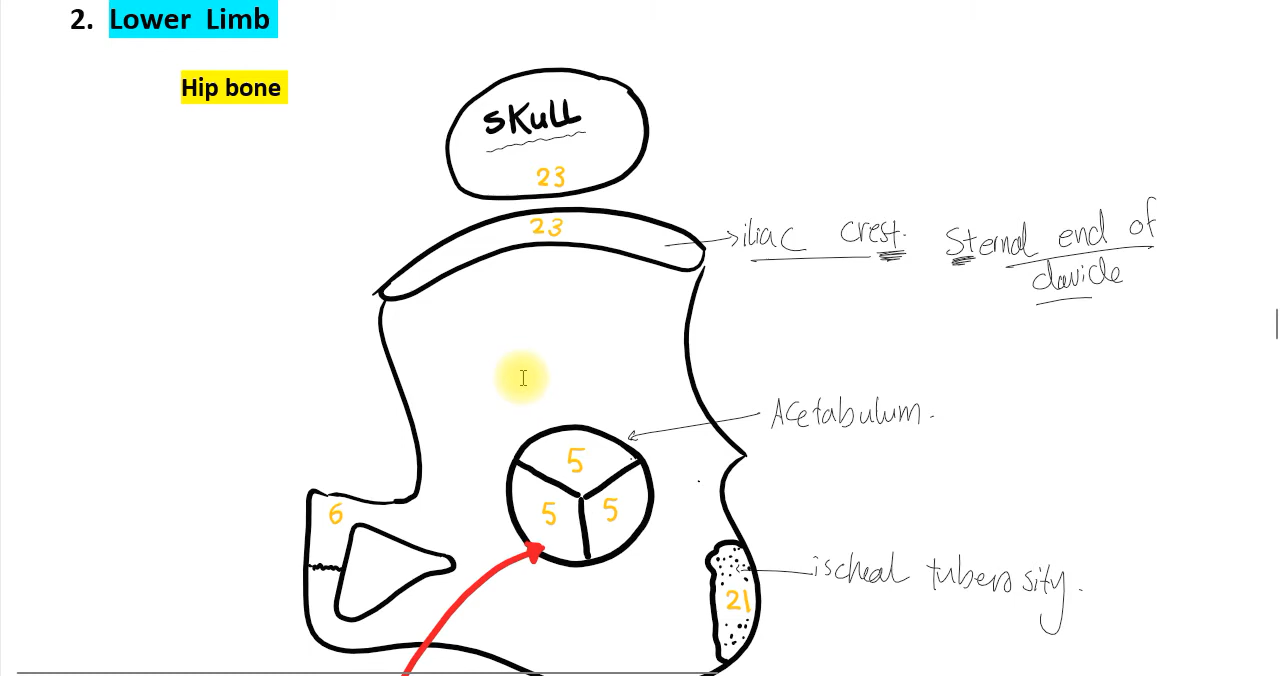 2. Lower Limb
Hip bone
SKULL
23
23
iliac crest. Sternal end of
clavicle
Acetabulum.
5
5
5
6
ischeal tuberosity.
21